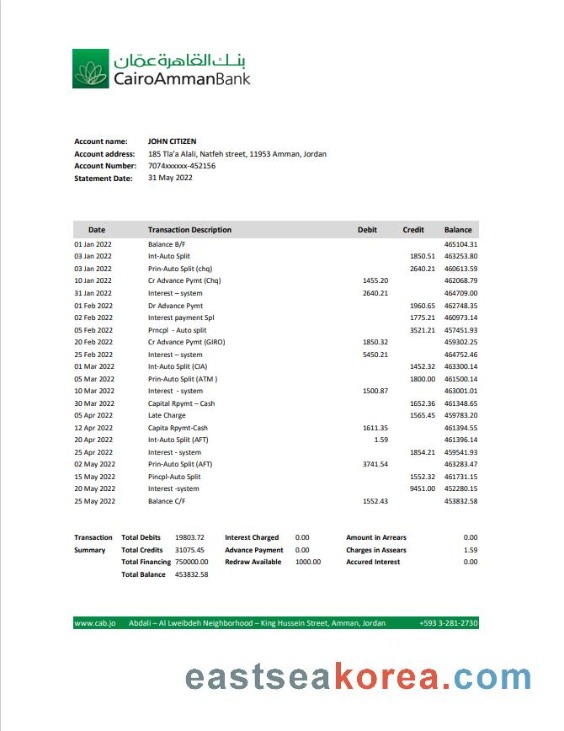 بنك القاهرة عمّان
CairoAmmanBank
Account name: JOHN CITIZEN
Account address: 185 Tla'a Alali, Natfeh street, 11953 Amman, Jordan
Account Number: 7074xxxxxx-452156
Statement Date: 31 May 2022
Date Transaction Description Debit Credit Balance
01 Jan 2022 Balance B/F 465104.31
03 Jan 2022 Int-Auto Split 1850.51 463253.80
03 Jan 2022 Prin-Auto Split (chq) 2640.21 460613.59
10 Jan 2022 Cr Advance Pymt (Chq) 1455.20 462068.79
31 Jan 2022 Interest – system 2640.21 464709.00
01 Feb 2022 Dr Advance Pymt 1960.65 462748.35
02 Feb 2022 Interest payment Spl 1775.21 460973.14
05 Feb 2022 Prncpl - Auto split 3521.21 457451.93
20 Feb 2022 Cr Advance Pymt (GIRO) 1850.32 459302.25
25 Feb 2022 Interest – system 5450.21 464752.46
01 Mar 2022 Int-Auto Split (CIA) 1452.32 463300.14
05 Mar 2022 Prin-Auto Split (ATM ) 1800.00 461500.14
10 Mar 2022 Interest - system 1500.87 463001.01
30 Mar 2022 Capital Rpymt – Cash 1652.36 461348.65
05 Apr 2022 Late Charge 1565.45 459783.20
12 Apr 2022 Capita Rpymt-Cash 1611.35 461394.55
20 Apr 2022 Int-Auto Split (AFT) 1.59 461396.14
25 Apr 2022 Interest - system 1854.21 459541.93
02 May 2022 Prin-Auto Split (AFT) 3741.54 463283.47
15 May 2022 Pincpl-Auto Split 1552.32 461731.15
20 May 2022 Interest -system 9451.00 452280.15
25 May 2022 Balance C/F 1552.43 453832.58
Transaction Total Debits 19803.72 Interest Charged 0.00 Amount in Arrears 0.00
Summary Total Credits 31075.45 Advance Payment 0.00 Charges in Assears 1.59
Total Financing 750000.00 Redraw Available 1000.00 Accured Interest 0.00
Total Balance 453832.58
www.cab.jo Abdali – Al Lweibdeh Neighborhood – King Hussein Street, Amman, Jordan +593 3-281-2730
eastseakorea.com